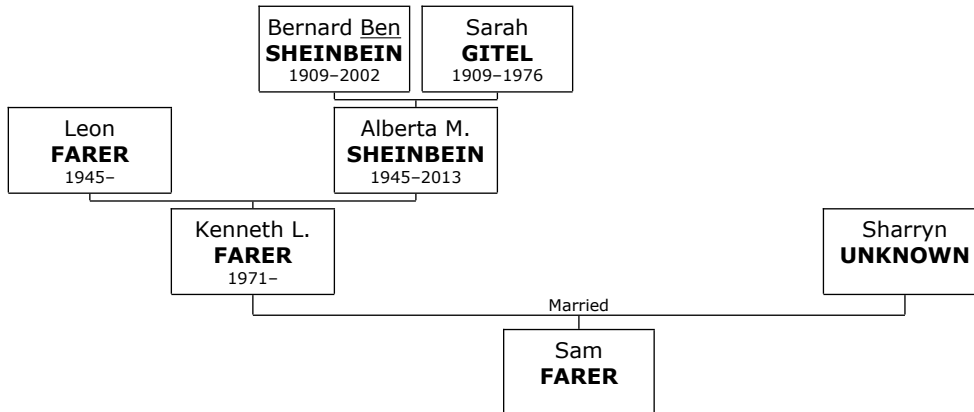 Bernard Ben
SHEINBEIN
1909–2002
Sarah
GITEL
1909–1976
Leon
FARER
1945–
Alberta M.
SHEINBEIN
1945–2013
Kenneth L.
FARER
1971–
Sharryn
UNKNOWN
Married
Sam
FARER